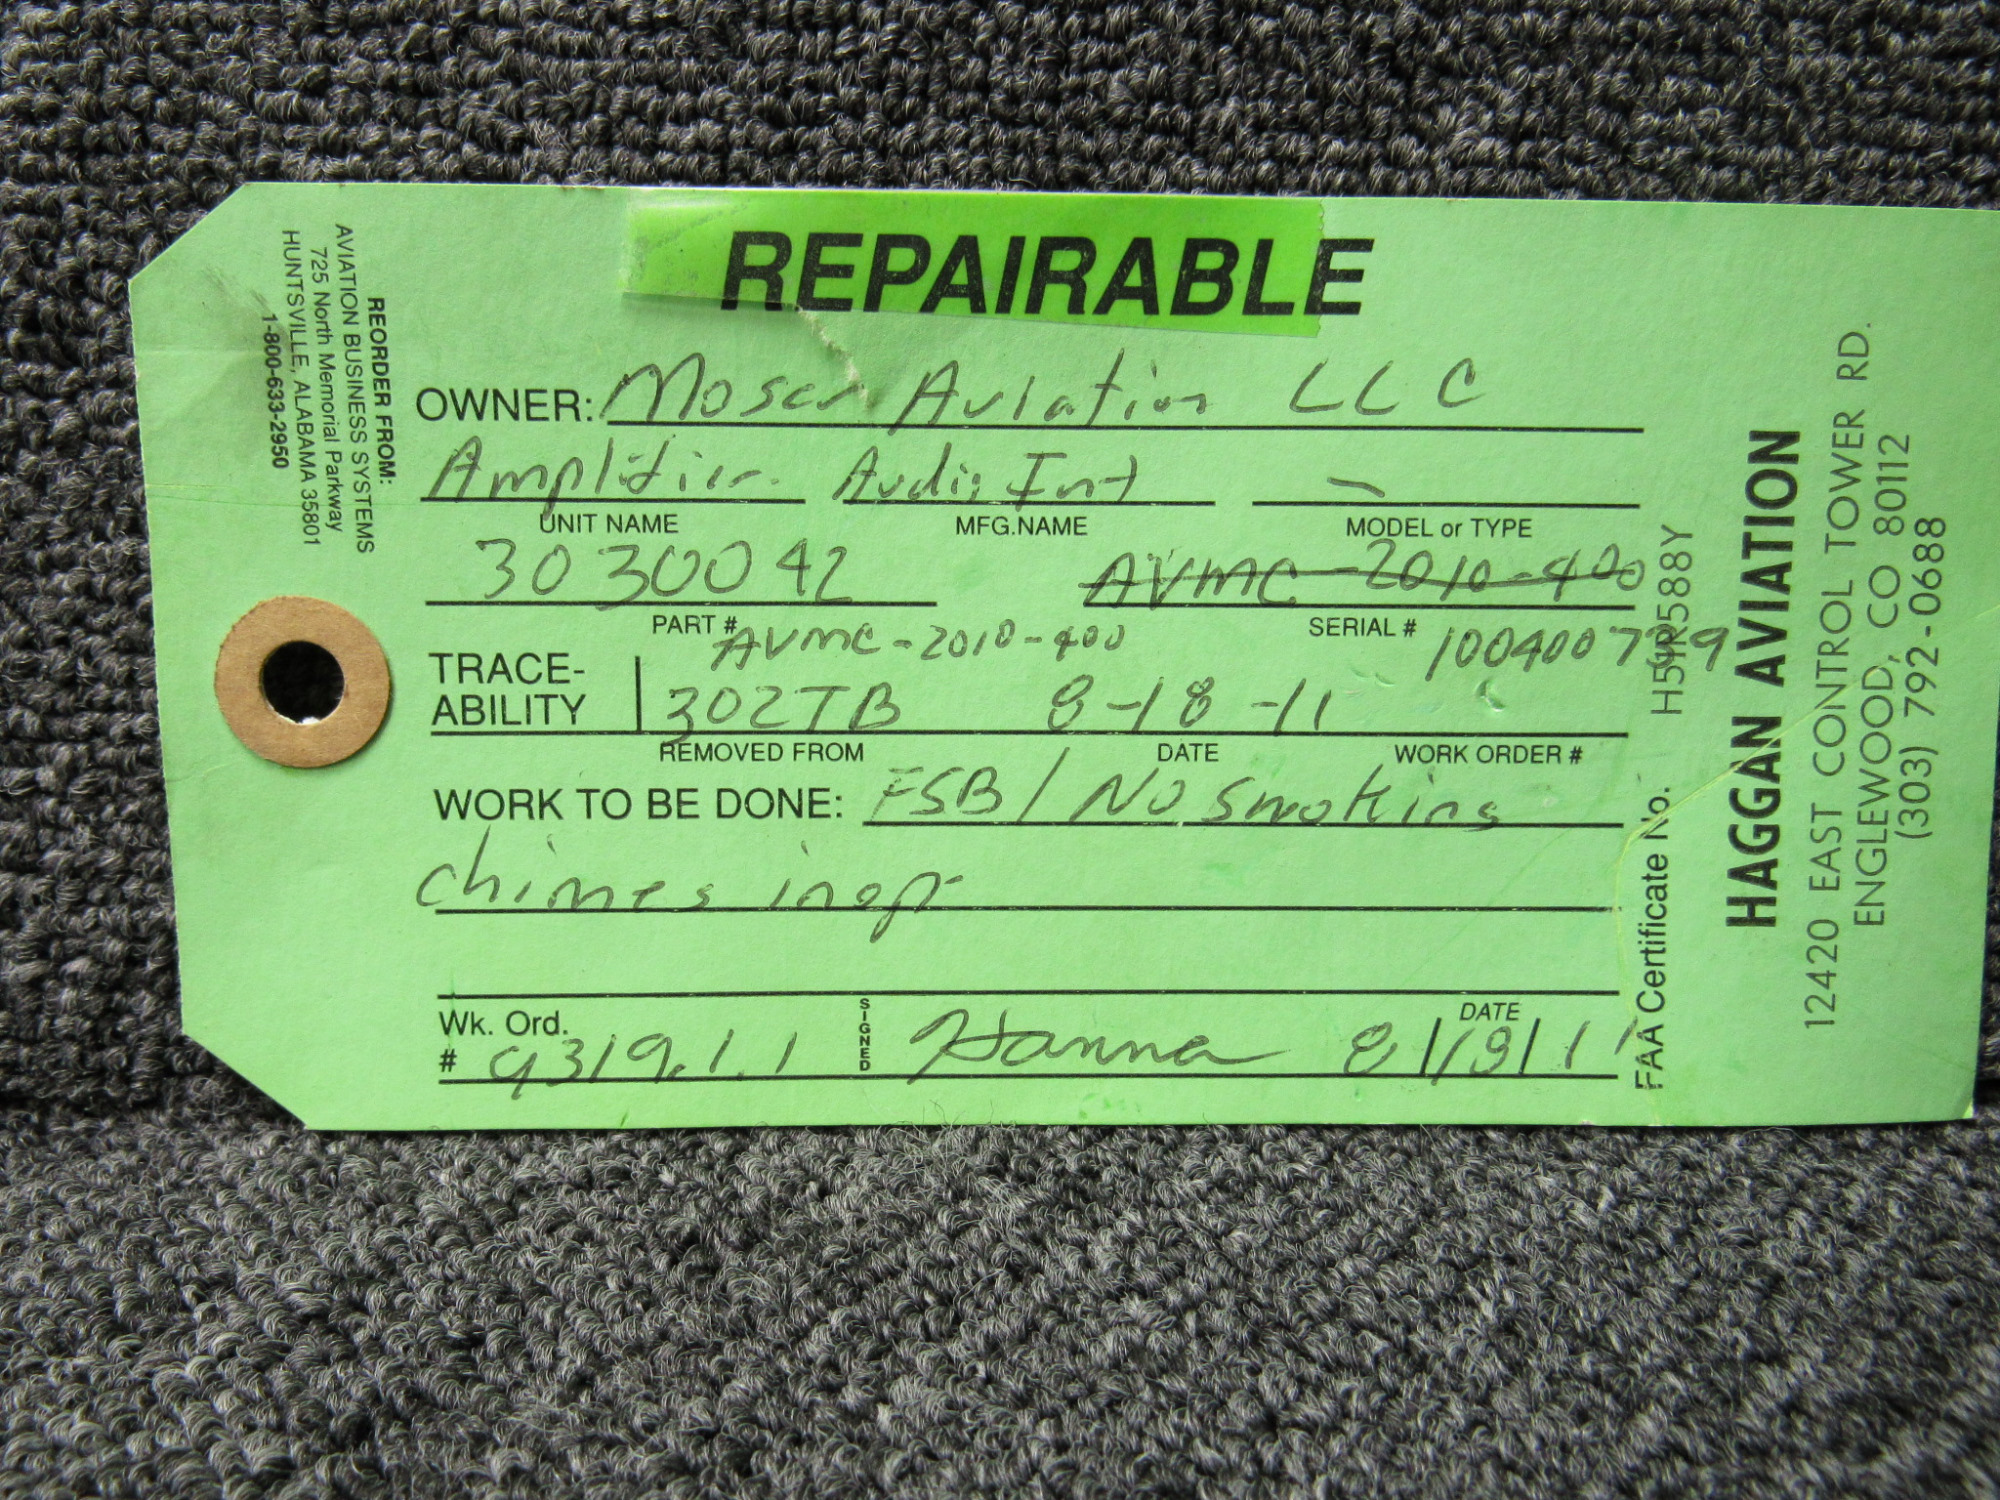 REPAIRABLE
OWNER: Moser Aviation LLC
Amplifier Audio Int -
UNIT NAME MFG.NAME MODEL or TYPE
3030042 AVMC-2010-400
PART # SERIAL #
AVMC-2010-400
TRACE-
ABILITY 302TB 8-18-11
REMOVED FROM DATE WORK ORDER #
WORK TO BE DONE: FSB/No Smoking
chimes inop
Wk. Ord. SIGNED DATE
# 9319.1.1 Hanna 8/18/11
REORDER FROM:
AVIATION BUSINESS SYSTEMS
725 North Memorial Parkway
HUNTSVILLE, ALABAMA 35801
1-800-633-2950
FAA Certificate No. H5IR588Y
HAGGAN AVIATION
12420 EAST CONTROL TOWER RD.
ENGLEWOOD, CO 80112
(303) 792-0688